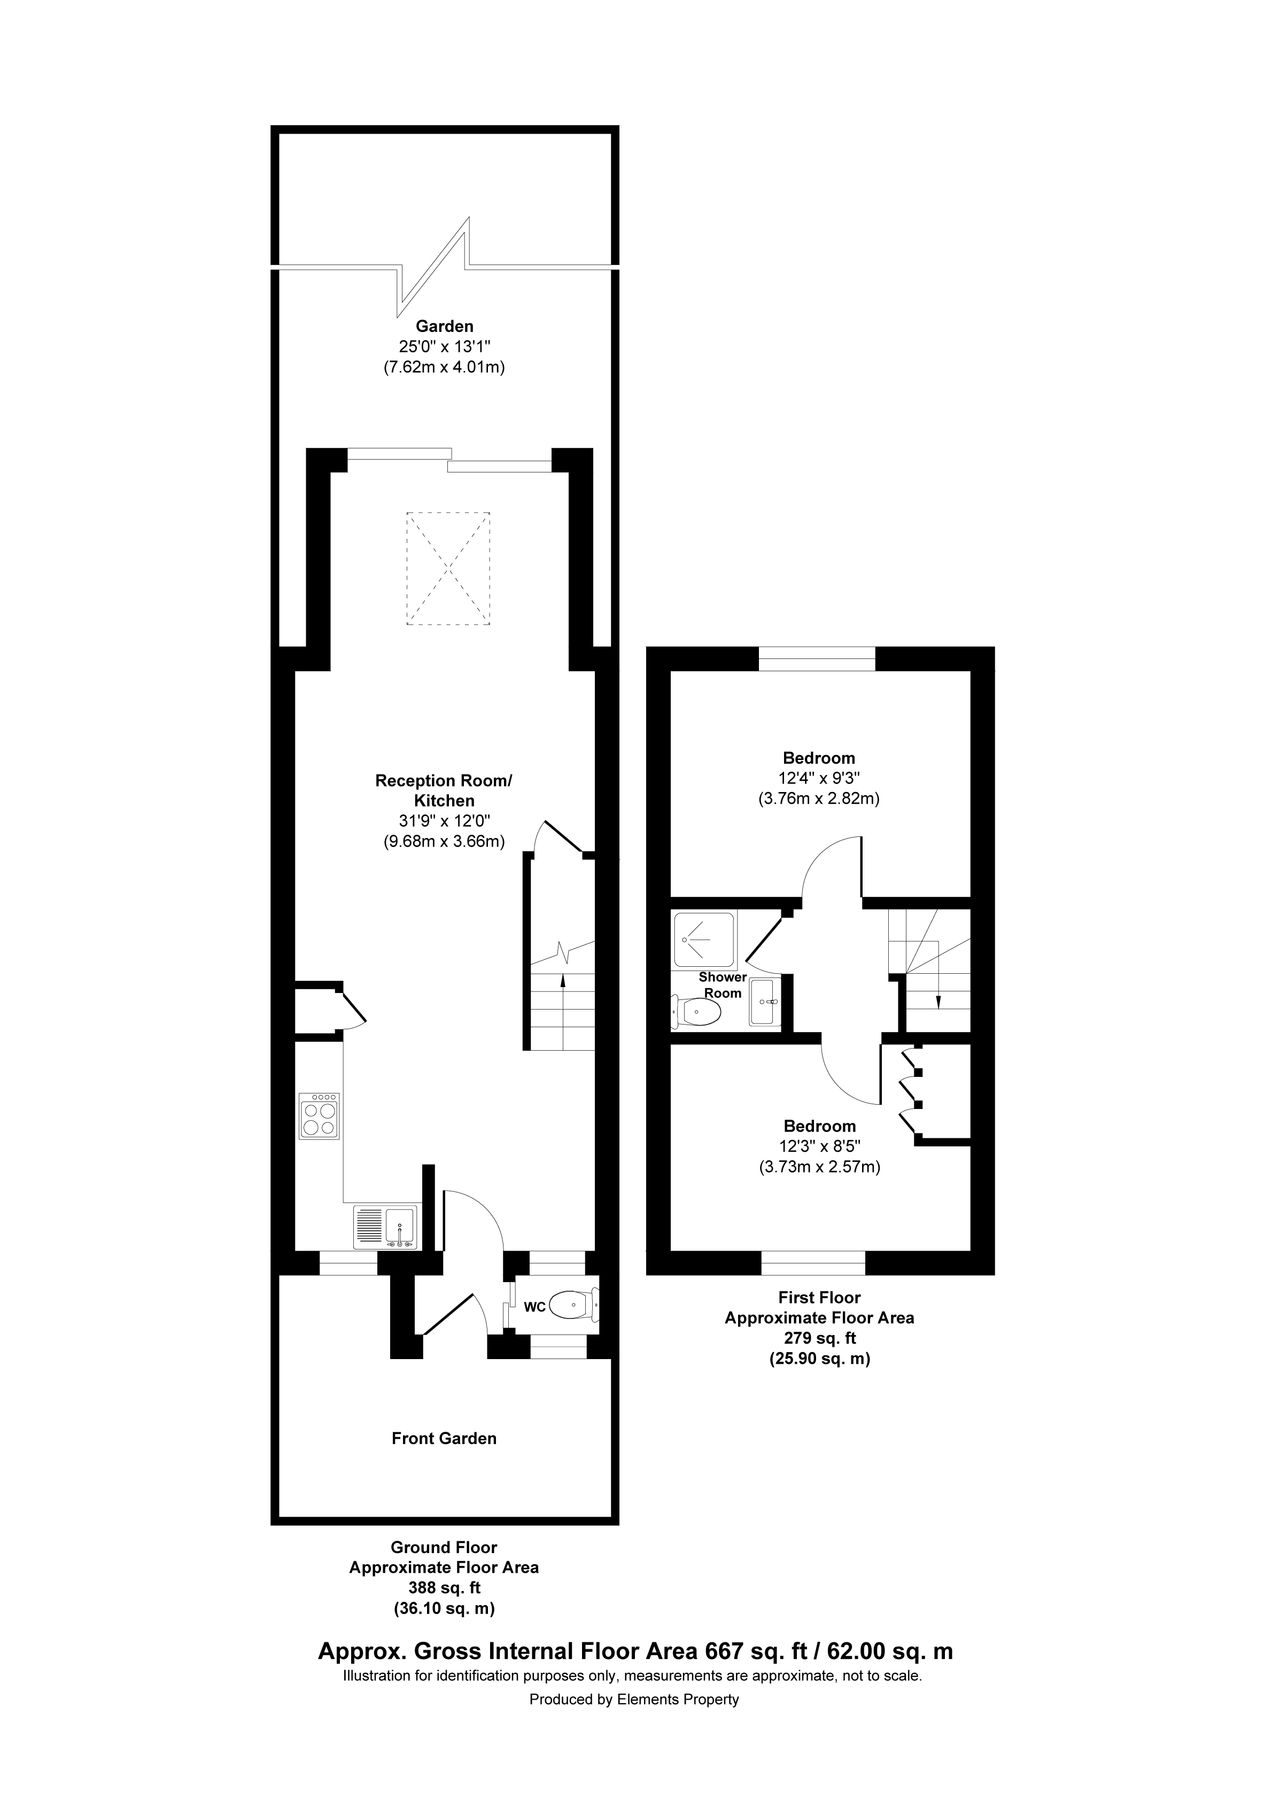 Garden
25'0" x 13'1"
(7.62m x 4.01m)
Reception Room/
Kitchen
31'9" x 12'0"
(9.68m x 3.66m)
WC
Front Garden
Ground Floor
Approximate Floor Area
388 sq. ft
(36.10 sq. m)
Bedroom
12'4" x 9'3"
(3.76m x 2.82m)
Shower
Room
Bedroom
12'3" x 8'5"
(3.73m x 2.57m)
First Floor
Approximate Floor Area
279 sq. ft
(25.90 sq. m)
Approx. Gross Internal Floor Area 667 sq. ft / 62.00 sq. m
Illustration for identification purposes only, measurements are approximate, not to scale.
Produced by Elements Property